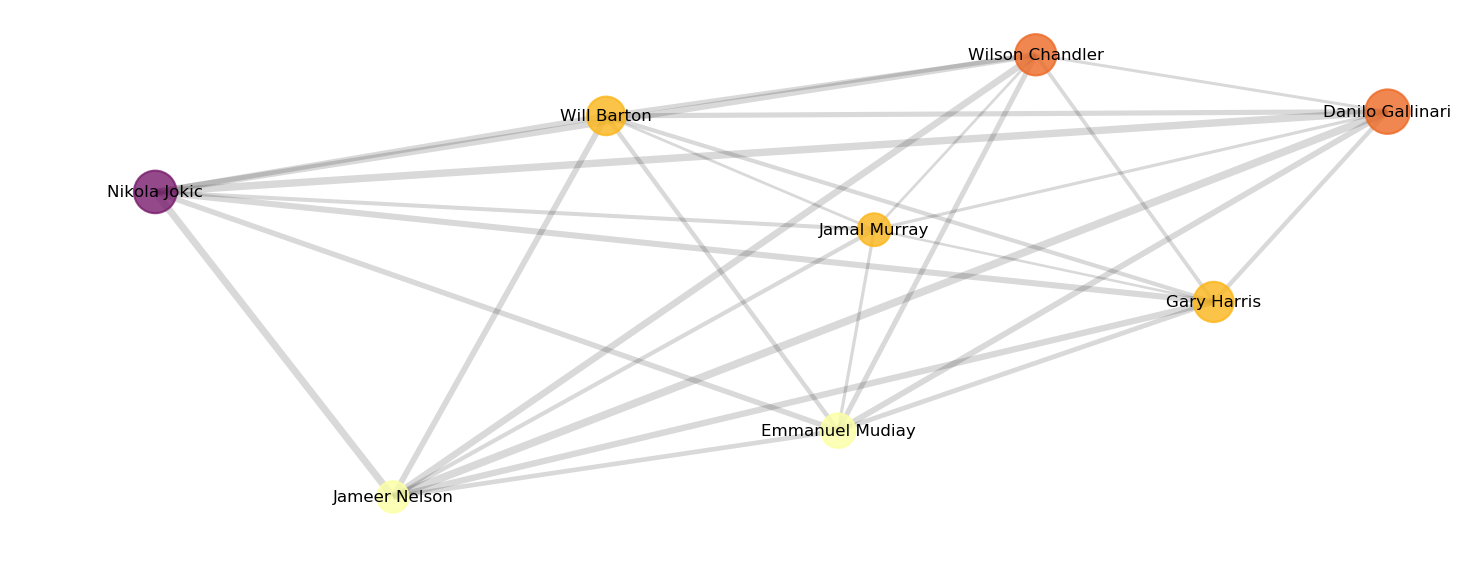 Wilson Chandler
Danilo Gallinari
Will Barton
Nikola Jokic
Jamal Murray
Gary Harris
Emmanuel Mudiay
Jameer Nelson